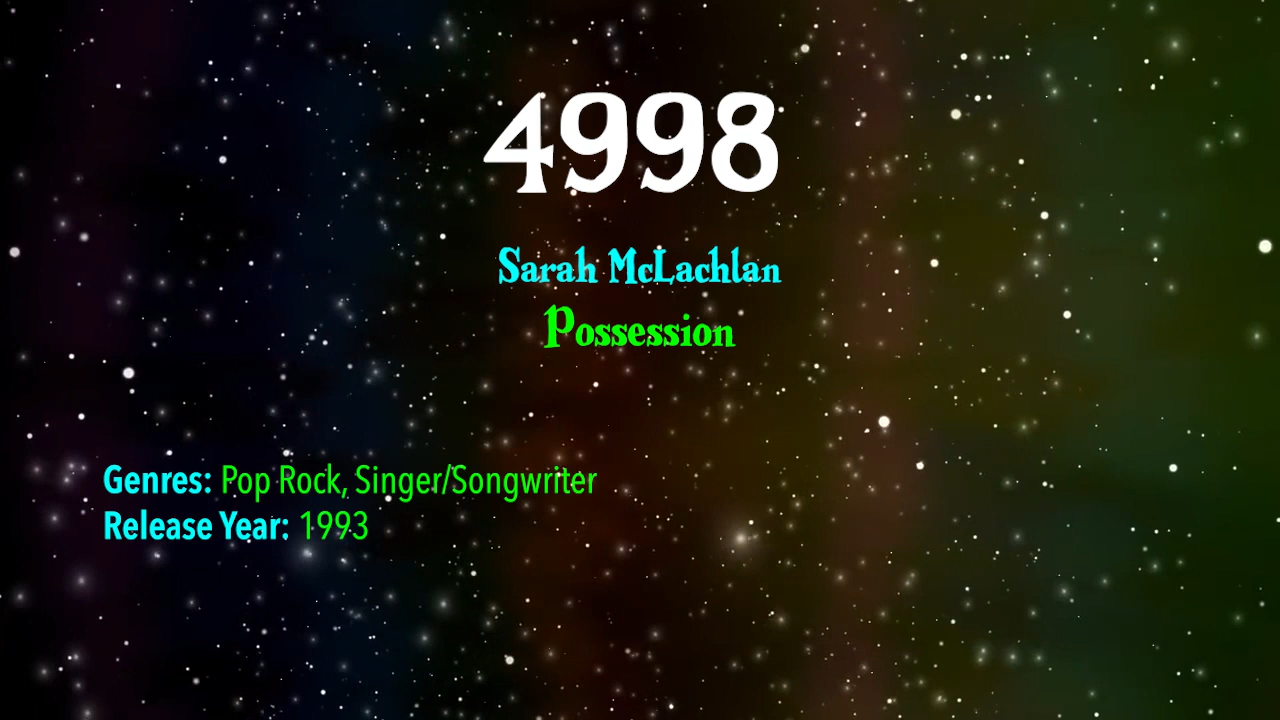 4998
Sarah McLachlan
Possession
Genres: Pop Rock, Singer/Songwriter
Release Year: 1993